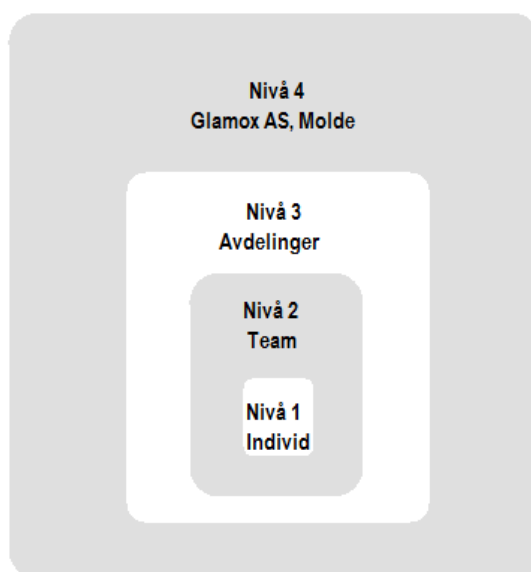 Nivå 4
Glamox AS, Molde
Nivå 3
Avdelinger
Nivå 2
Team
Nivå 1
Individ